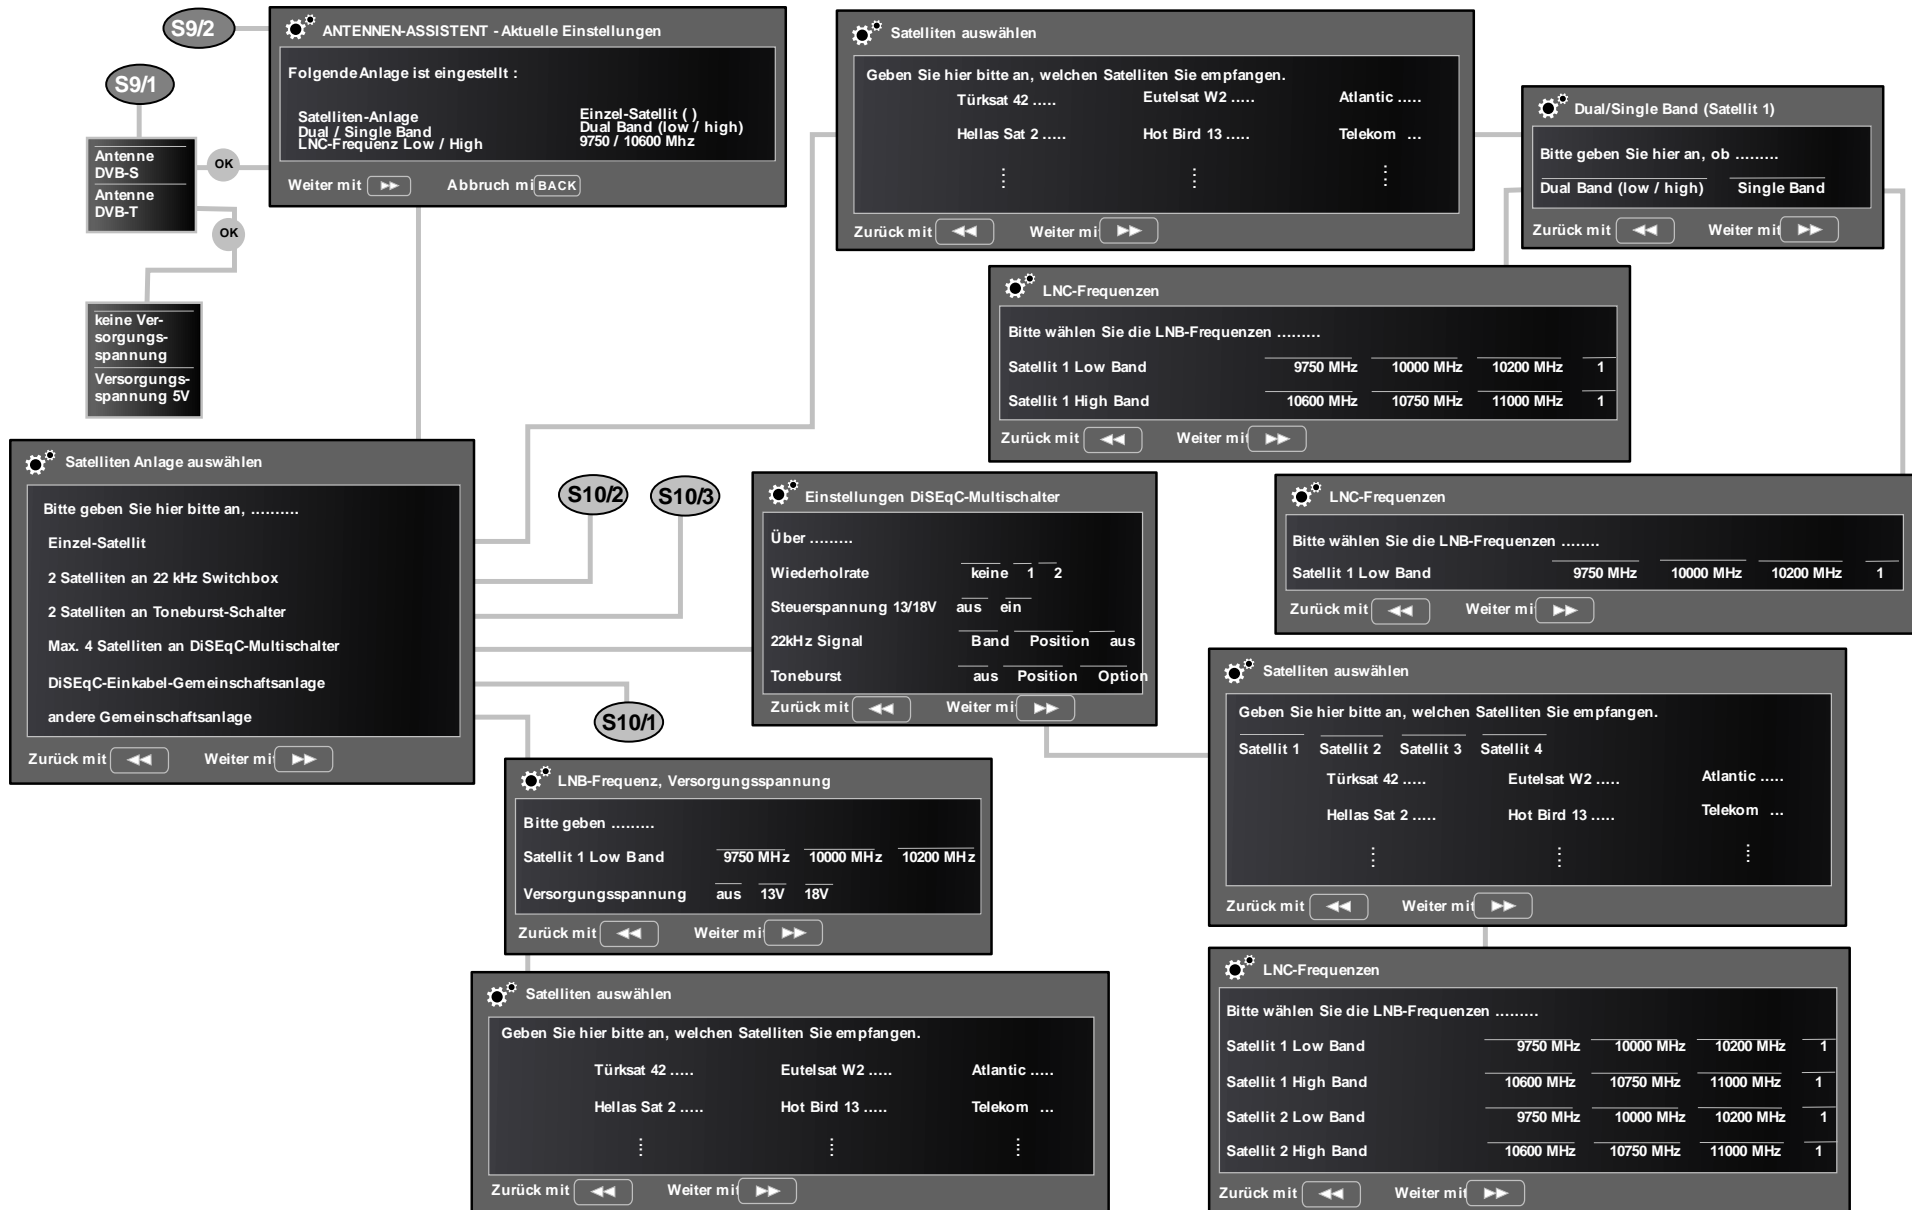 S9/2
S9/1
Antenne
DVB-S
Antenne
DVB-T
OK
OK
keine Ver-
sorgungs-
spannung
Versorgungs-
spannung 5V
ANTENNEN-ASSISTENT - Aktuelle Einstellungen
Folgende Anlage ist eingestellt :
Satelliten-Anlage Einzel-Satellit ( )
Dual / Single Band Dual Band (low / high)
LNC-Frequenz Low / High 9750 / 10600 Mhz
Weiter mit Abbruch mi BACK
Satelliten auswählen
Geben Sie hier bitte an, welchen Satelliten Sie empfangen.
Türksat 42 ..... Eutelsat W2 ..... Atlantic .....
Hellas Sat 2 ..... Hot Bird 13 ..... Telekom ...
Zurück mit Weiter mi
Dual/Single Band (Satellit 1)
Bitte geben Sie hier an, ob .........
Dual Band (low / high) Single Band
Zurück mit Weiter mit
LNC-Frequenzen
Bitte wählen Sie die LNB-Frequenzen .........
Satellit 1 Low Band 9750 MHz 10000 MHz 10200 MHz 1
Satellit 1 High Band 10600 MHz 10750 MHz 11000 MHz 1
Zurück mit Weiter mit
Satelliten Anlage auswählen
Bitte geben Sie hier bitte an, ..........
Einzel-Satellit
2 Satelliten an 22 kHz Switchbox
2 Satelliten an Toneburst-Schalter
Max. 4 Satelliten an DiSEqC-Multischalter
DiSEqC-Einkabel-Gemeinschaftsanlage
andere Gemeinschaftsanlage
Zurück mit Weiter mi
S10/2
S10/3
S10/1
Einstellungen DiSEqC-Multischalter
Über .........
Wiederholrate keine 1 2
Steuerspannung 13/18V aus ein
22kHz Signal Band Position aus
Toneburst aus Position Option
Zurück mit Weiter mi
LNC-Frequenzen
Bitte wählen Sie die LNB-Frequenzen ........
Satellit 1 Low Band 9750 MHz 10000 MHz 10200 MHz 1
Zurück mit Weiter mi
Satelliten auswählen
Geben Sie hier bitte an, welchen Satelliten Sie empfangen.
Satellit 1 Satellit 2 Satellit 3 Satellit 4
Türksat 42 ..... Eutelsat W2 ..... Atlantic .....
Hellas Sat 2 ..... Hot Bird 13 ..... Telekom ...
Zurück mit Weiter mit
LNB-Frequenz, Versorgungsspannung
Bitte geben .........
Satellit 1 Low Band 9750 MHz 10000 MHz 10200 MHz
Versorgungsspannung aus 13V 18V
Zurück mit Weiter mi
Satelliten auswählen
Geben Sie hier bitte an, welchen Satelliten Sie empfangen.
Türksat 42 ..... Eutelsat W2 ..... Atlantic .....
Hellas Sat 2 ..... Hot Bird 13 ..... Telekom ...
Zurück mit Weiter mit
LNC-Frequenzen
Bitte wählen Sie die LNB-Frequenzen .........
Satellit 1 Low Band 9750 MHz 10000 MHz 10200 MHz 1
Satellit 1 High Band 10600 MHz 10750 MHz 11000 MHz 1
Satellit 2 Low Band 9750 MHz 10000 MHz 10200 MHz 1
Satellit 2 High Band 10600 MHz 10750 MHz 11000 MHz 1
Zurück mit Weiter mit